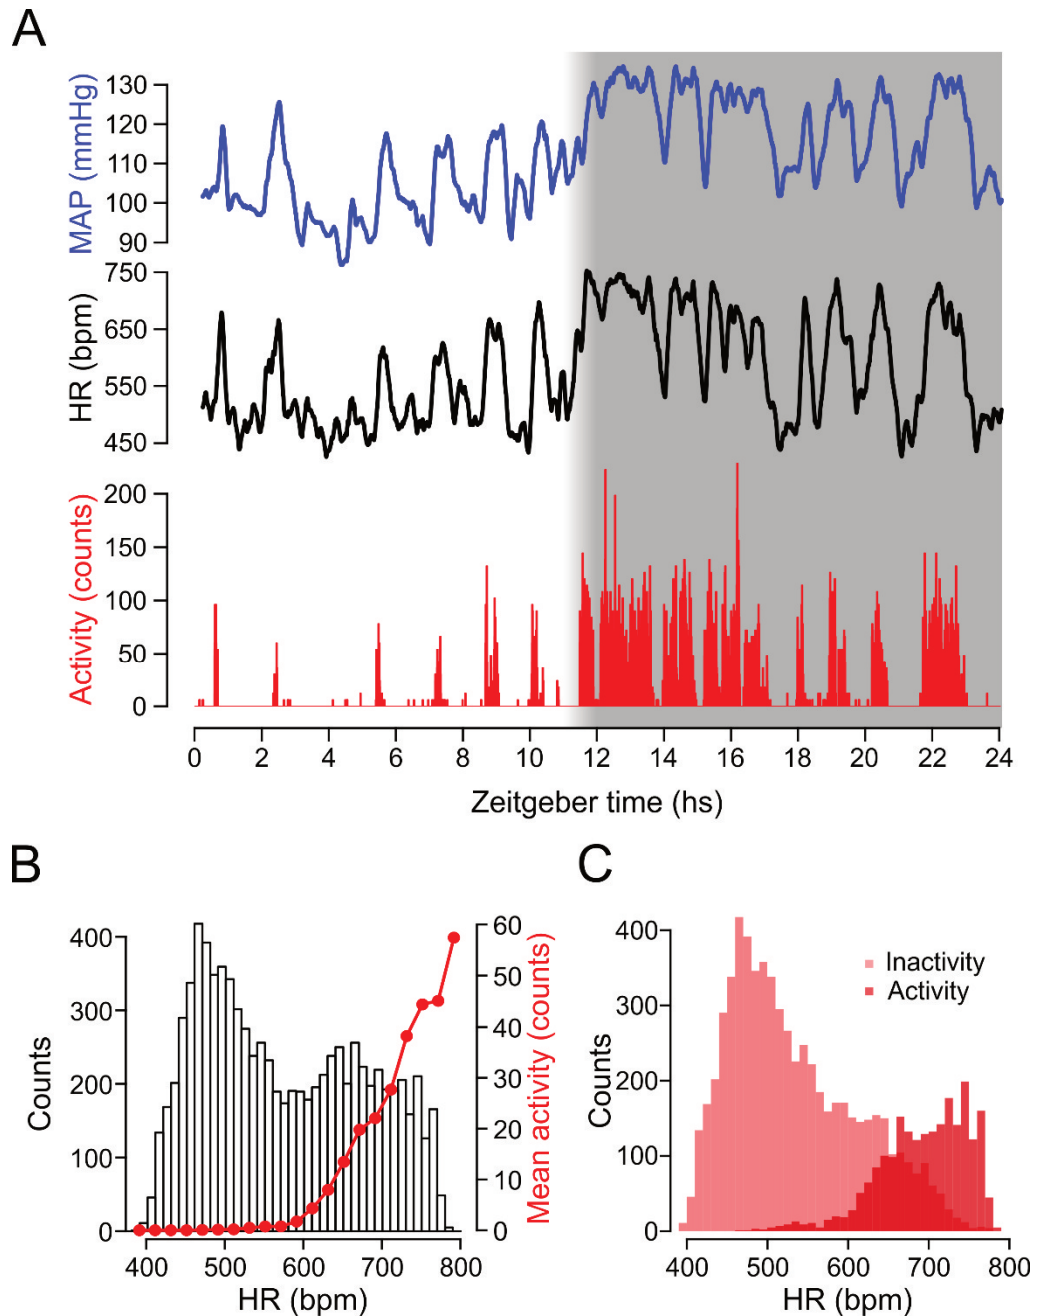 A
MAP (mmHg)
130
120
110
100
90
HR (bpm)
750
650
550
450
Activity (counts)
200
150
100
50
0
0 2 4 6 8 10 12 14 16 18 20 22 24
Zeitgeber time (hs)
B
Counts
400
300
200
100
0
60
50
40
30
20
10
0
Mean activity (counts)
400 500 600 700 800
HR (bpm)
C
Counts
400
300
200
100
0
Inactivity
Activity
400 500 600 700 800
HR (bpm)